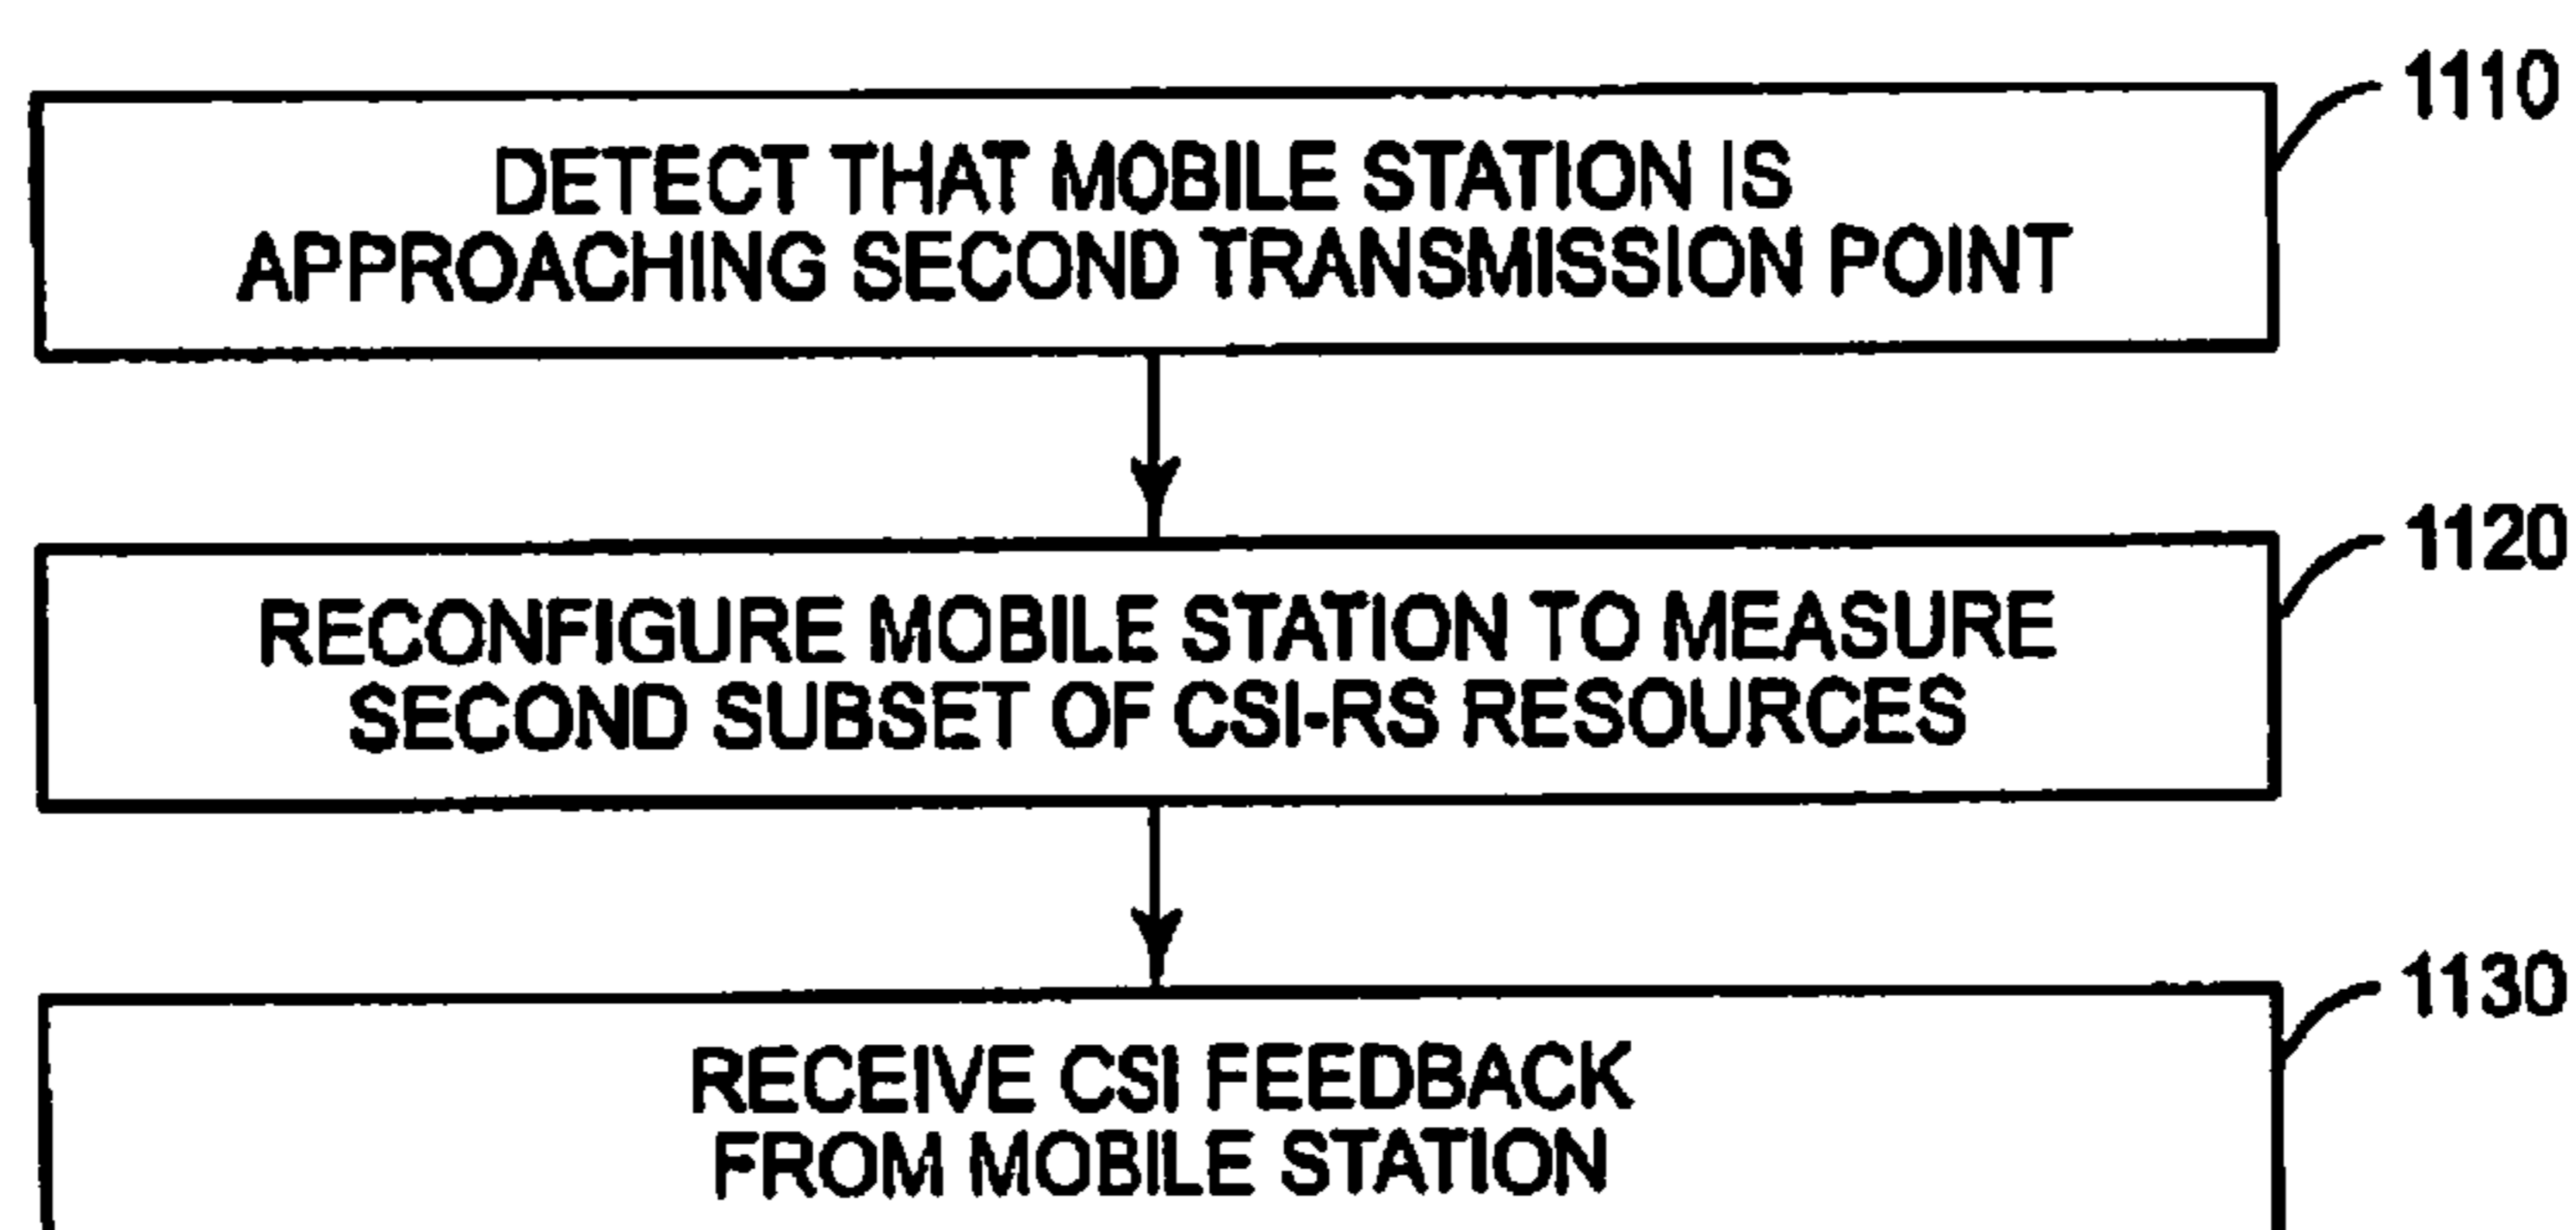 1110
DETECT THAT MOBILE STATION IS
APPROACHING SECOND TRANSMISSION POINT
1120
RECONFIGURE MOBILE STATION TO MEASURE
SECOND SUBSET OF CSI-RS RESOURCES
1130
RECEIVE CSI FEEDBACK
FROM MOBILE STATION